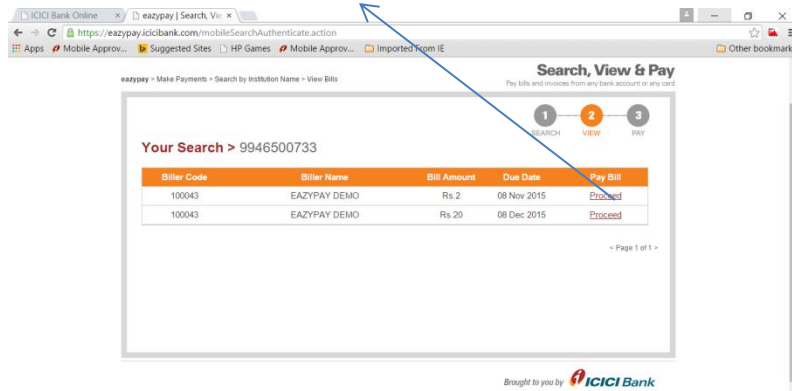 ICICI Bank Online
eazypay | Search, Vie
https://eazypay.icicibank.com/mobileSearchAuthenticate.action
Apps Mobile Approv... Suggested Sites HP Games Mobile Approv... Imported From IE Other bookmark
eazypay > Make Payments > Search by Institution Name > View Bills
Search, View & Pay
Pay bills and invoices from any bank account or any card
1 2 3
SEARCH VIEW PAY
Your Search > 9946500733
Biller Code Biller Name Bill Amount Due Date Pay Bill
100043 EAZYPAY DEMO Rs.2 08 Nov 2015 Proceed
100043 EAZYPAY DEMO Rs.20 08 Dec 2015 Proceed
< Page 1 of 1 >
Brought to you by ICICI Bank